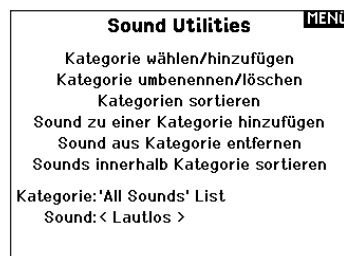 Sound Utilities
MENÜ
Kategorie wählen/hinzufügen
Kategorie umbenennen/löschen
Kategorien sortieren
Sound zu einer Kategorie hinzufügen
Sound aus Kategorie entfernen
Sounds innerhalb Kategorie sortieren
Kategorie:'All Sounds' List
Sound:< Lautlos >